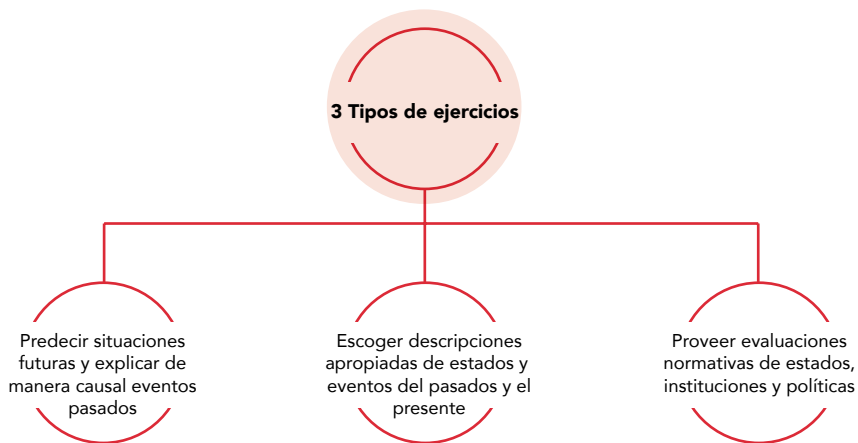 3 Tipos de ejercicios
Predecir situaciones
futuras y explicar de
manera causal eventos
pasados
Escoger descripciones
apropiadas de estados y
eventos del pasados y el
presente
Proveer evaluaciones
normativas de estados,
instituciones y políticas